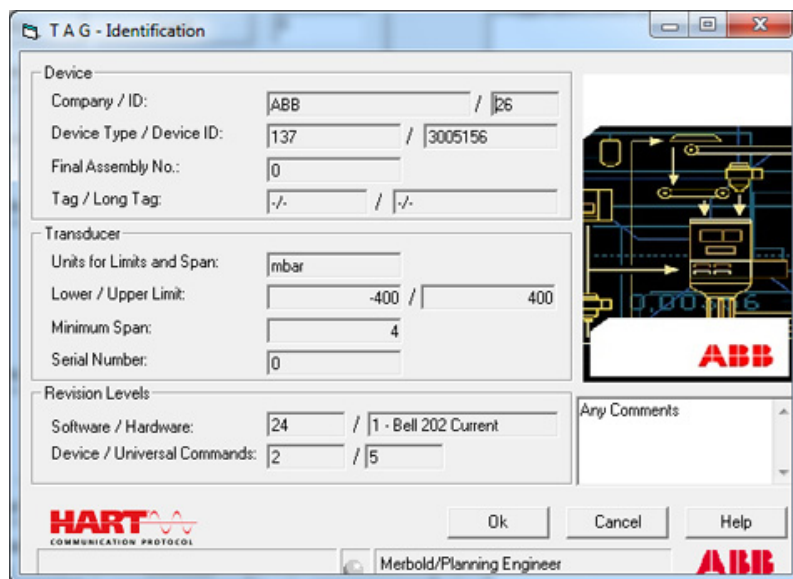 T A G - Identification
Device
Company / ID: ABB / 26
Device Type / Device ID: 137 / 3005156
Final Assembly No.: 0
Tag / Long Tag: -/- / -/-
Transducer
Units for Limits and Span: mbar
Lower / Upper Limit: -400 / 400
Minimum Span: 4
Serial Number: 0
Revision Levels
Software / Hardware: 24 / 1 - Bell 202 Current
Device / Universal Commands: 2 / 5
ABB
Any Comments
HART
COMMUNICATION PROTOCOL
Ok Cancel Help
Merbold/Planning Engineer
ABB